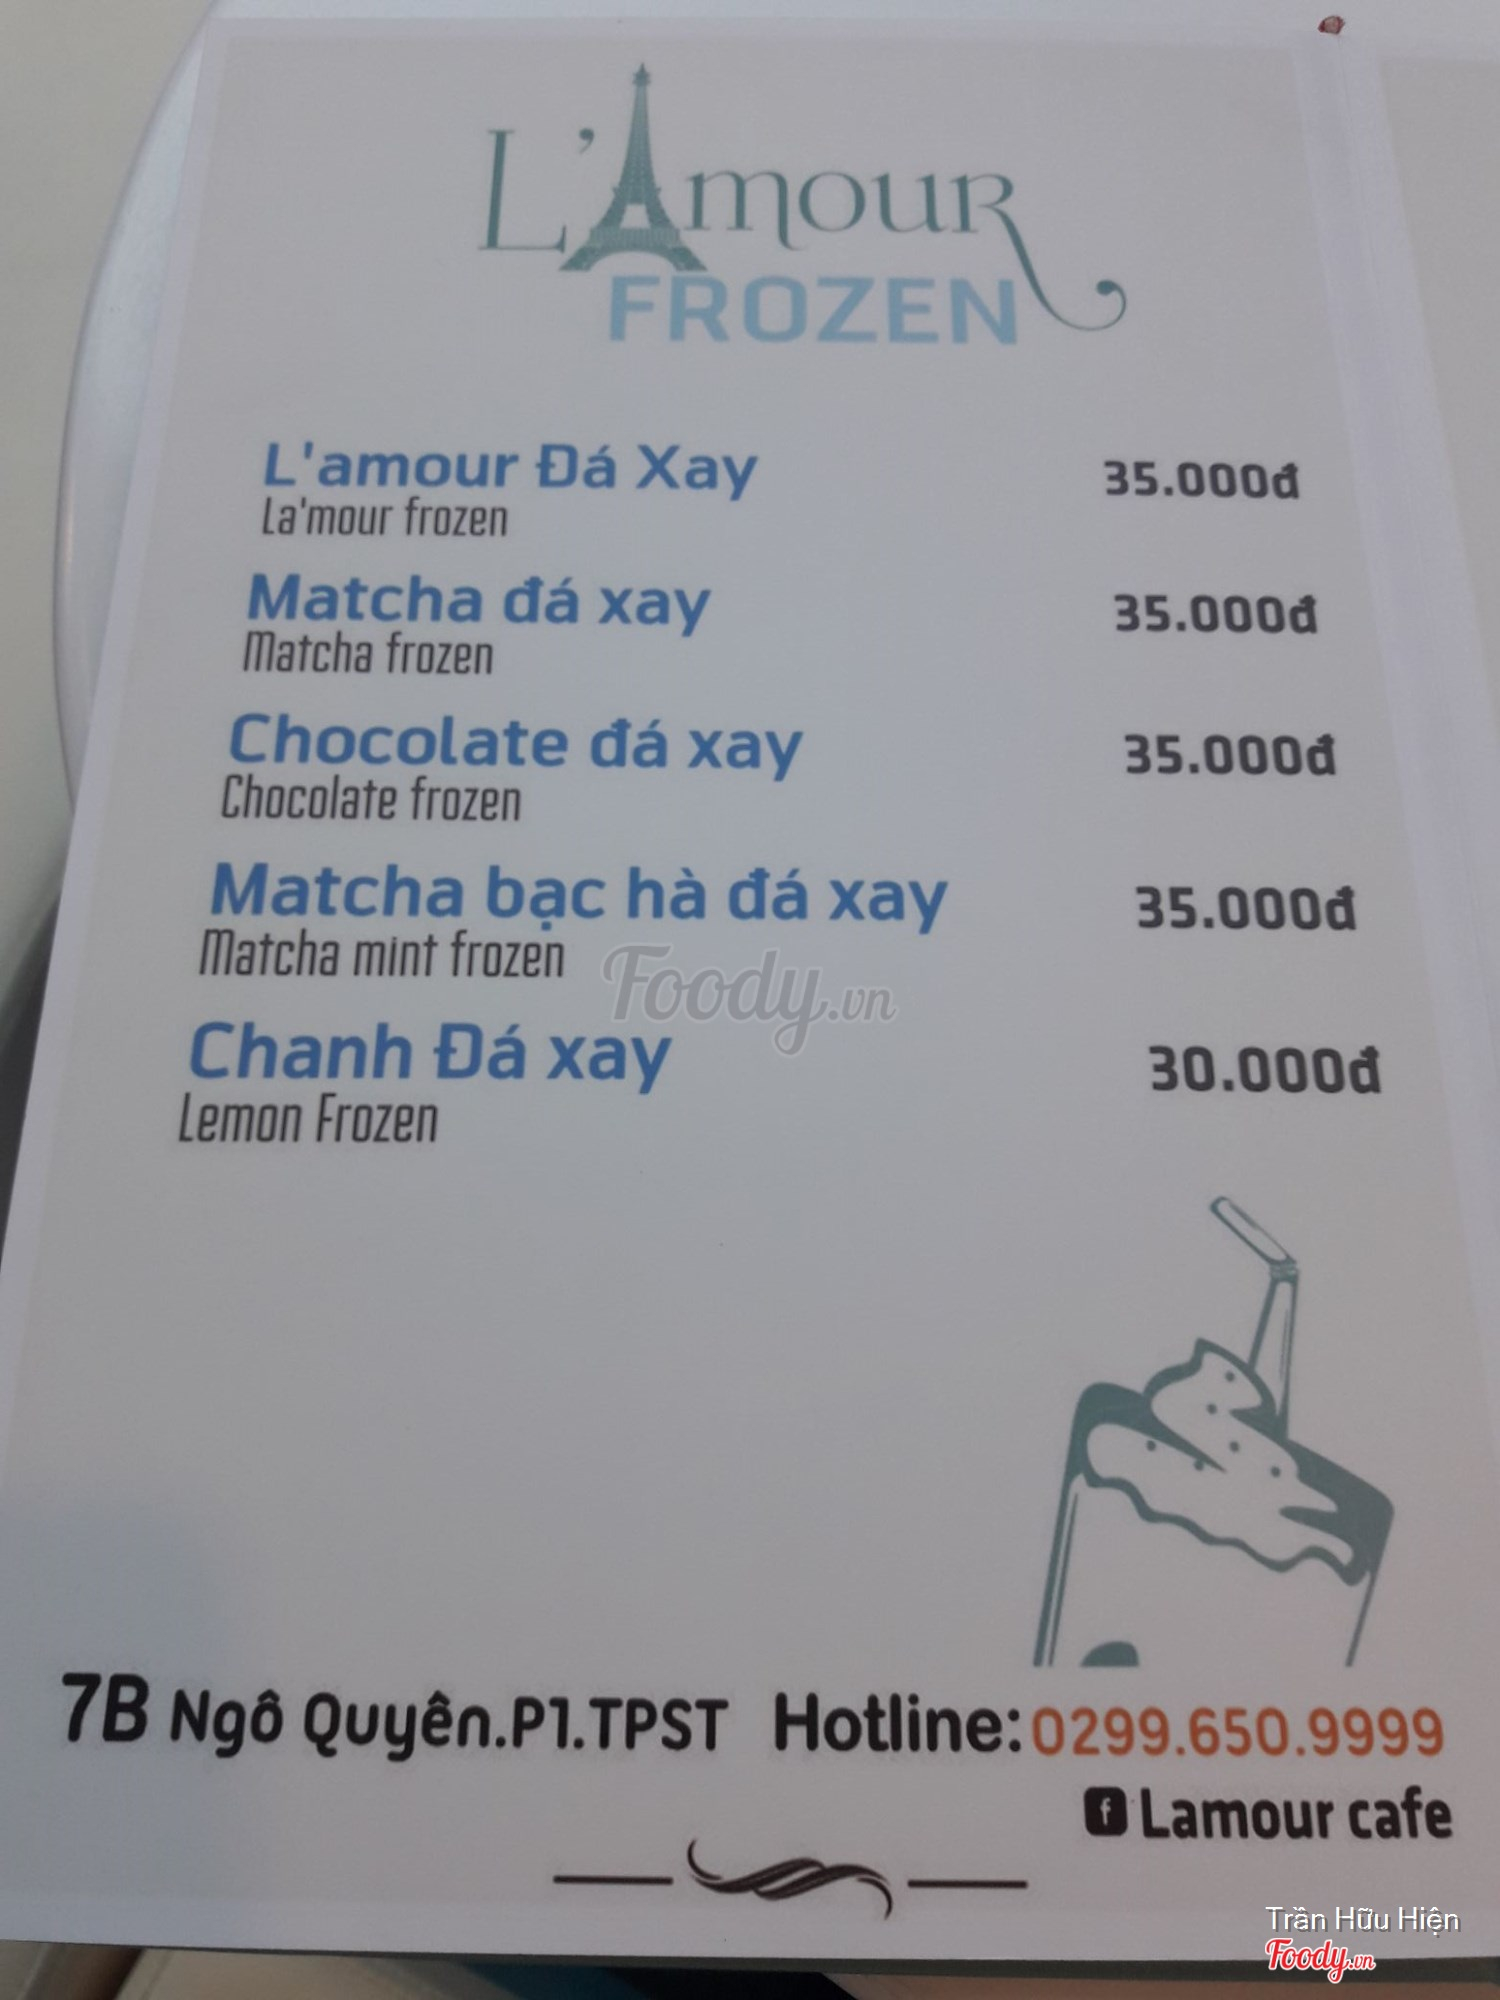 L'Amour
FROZEN
L'amour Đá Xay 35.000đ
La'mour frozen
Matcha đá xay 35.000đ
Matcha frozen
Chocolate đá xay 35.000đ
Chocolate frozen
Matcha bạc hà đá xay 35.000đ
Matcha mint frozen
Foody.vn
Chanh Đá xay 30.000đ
Lemon Frozen
7B Ngô Quyên.P1.TPST Hotline:0299.650.9999
f Lamour cafe
Trần Hữu Hiện
Foody.vn